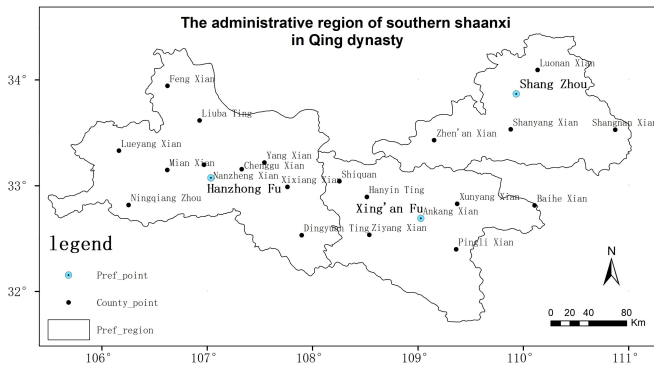 The administrative region of southern shaanxi
in Qing dynasty
34°
33°
32°
Luonan Xian
Feng Xian
Shang Zhou
Liuba Ting
Shanyang Xian
Shangnan Xian
Zhen'an Xian
Lueyang Xian
Yang Xian
Mian Xian
Chenggu Xian
Nanzheng Xian
Xixiang Xian
Shiquan
Hanzhong Fu
Hanyin Ting
Ningqiang Zhou
Xunyang Xian
Baihe Xian
Xing'an Fu
Ankang Xian
Dingyuan Ting
Ziyang Xian
Pingli Xian
legend
Pref_point
County_point
Pref_region
N
0 20 40 80
Km
106° 107° 108° 109° 110° 111°